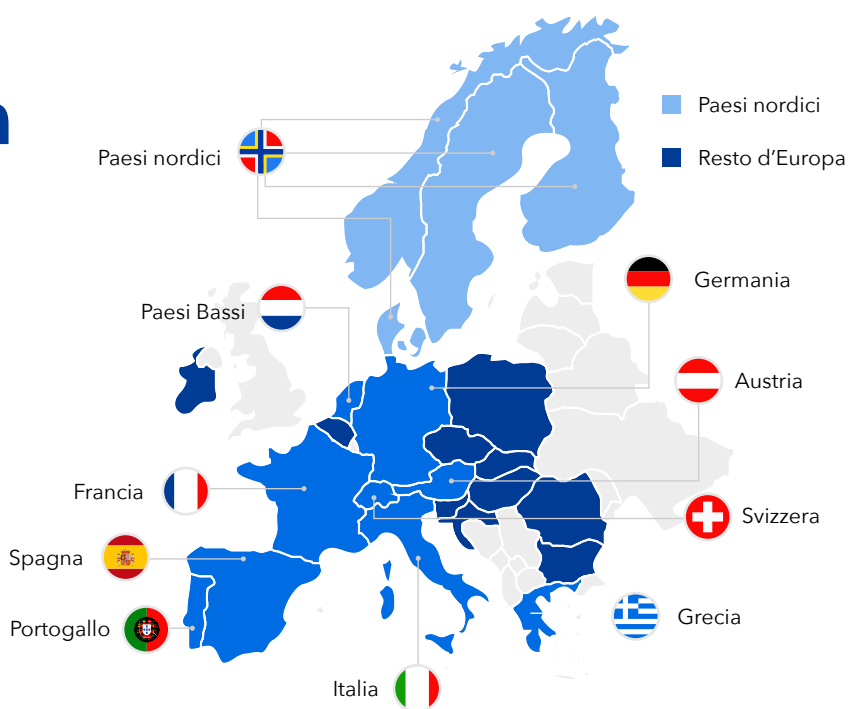 Paesi nordici
Resto d'Europa
Paesi nordici
Germania
Paesi Bassi
Austria
Francia
Svizzera
Spagna
Grecia
Portogallo
Italia